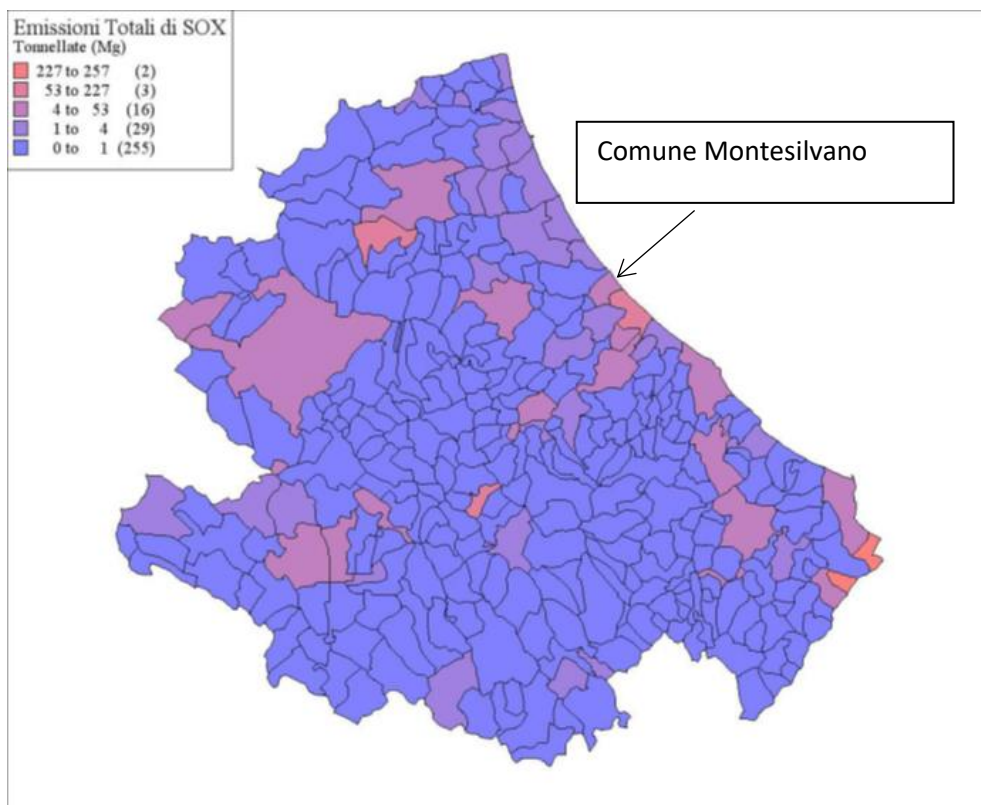 Emissioni Totali di SOX
Tonnellate (Mg)
227 to 257 (2)
53 to 227 (3)
4 to 53 (16)
1 to 4 (29)
0 to 1 (255)
Comune Montesilvano